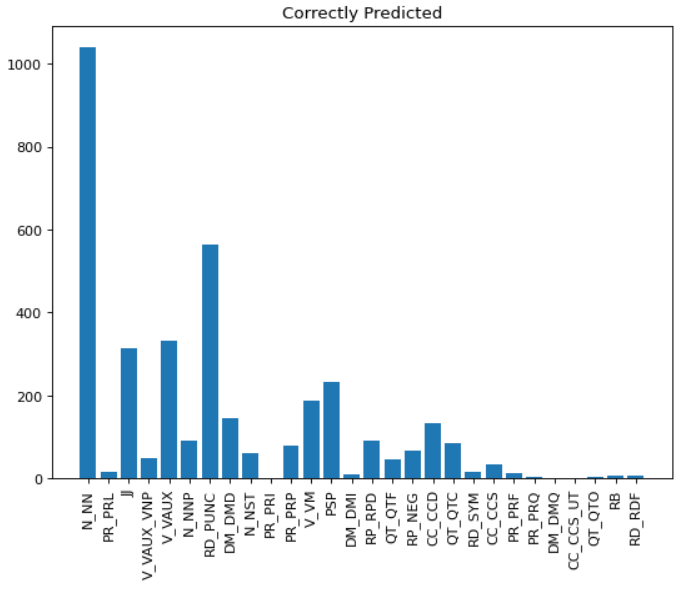 Correctly Predicted
1000
800
600
400
200
0
N_NN
PR_PRL
JJ
V_VAUX_VNP
V_VAUX
N_NNP
RD_PUNC
DM_DMD
N_NST
PR_PRI
PR_PRP
V_VM
PSP
DM_DMI
RP_RPD
QT_QTF
RP_NEG
CC_CCD
QT_QTC
RD_SYM
CC_CCS
PR_PRF
PR_PRQ
DM_DMQ
CC_CCS_UT
QT_QTO
RB
RD_RDF